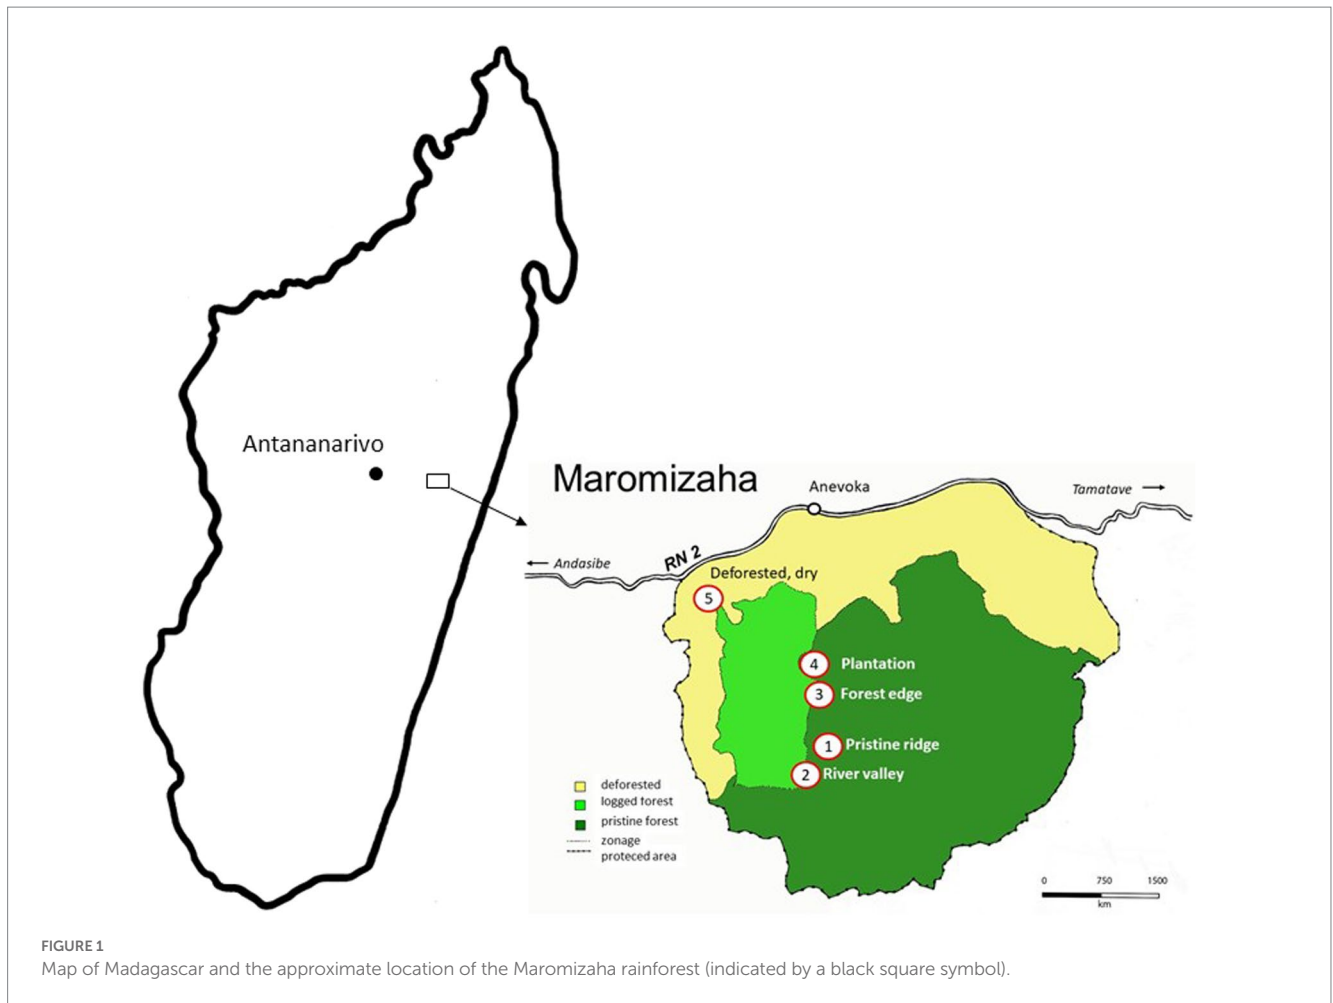 Antananarivo
Maromizaha
Anevoka
Tamatave
Andasibe
RN 2
Deforested, dry
5
4 Plantation
3 Forest edge
1 Pristine ridge
2 River valley
deforested
logged forest
pristine forest
zonage
proteced area
0 750 1500
km
FIGURE 1
Map of Madagascar and the approximate location of the Maromizaha rainforest (indicated by a black square symbol).